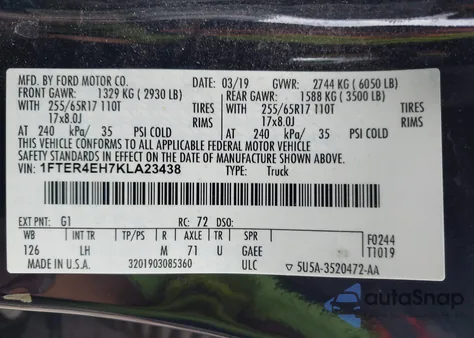 MFD. BY FORD MOTOR CO. 03/19 GVWR: 2744 KG ( 6050 LB)
FRONT GAWR: 1329 KG ( 2930 LB) REAR GAWR: 1588 KG ( 3500 LB)
WITH 255/65R17 110T TIRES WITH 255/65R17 110T TIRES
17x8.0J RIMS 17x8.0J RIMS
AT 240 kPa/ 35 PSI COLD AT 240 kPa/ 35 PSI COLD
THIS VEHICLE CONFORMS TO ALL APPLICABLE FEDERAL MOTOR VEHICLE
SAFETY STANDARDS IN EFFECT ON THE DATE OF MANUFACTURE SHOWN ABOVE.
VIN: 1FTER4EH7KLA23438 TYPE: Truck
EXT PNT: G1 RC: 72 DSO:
WB INT TR TP/PS R AXLE TR SPR F0244
126 LH M 71 U GAEE T1019
MADE IN U.S.A. 3201903085360 ULC ▽ 5U5A-3520472-AA
autoSnap